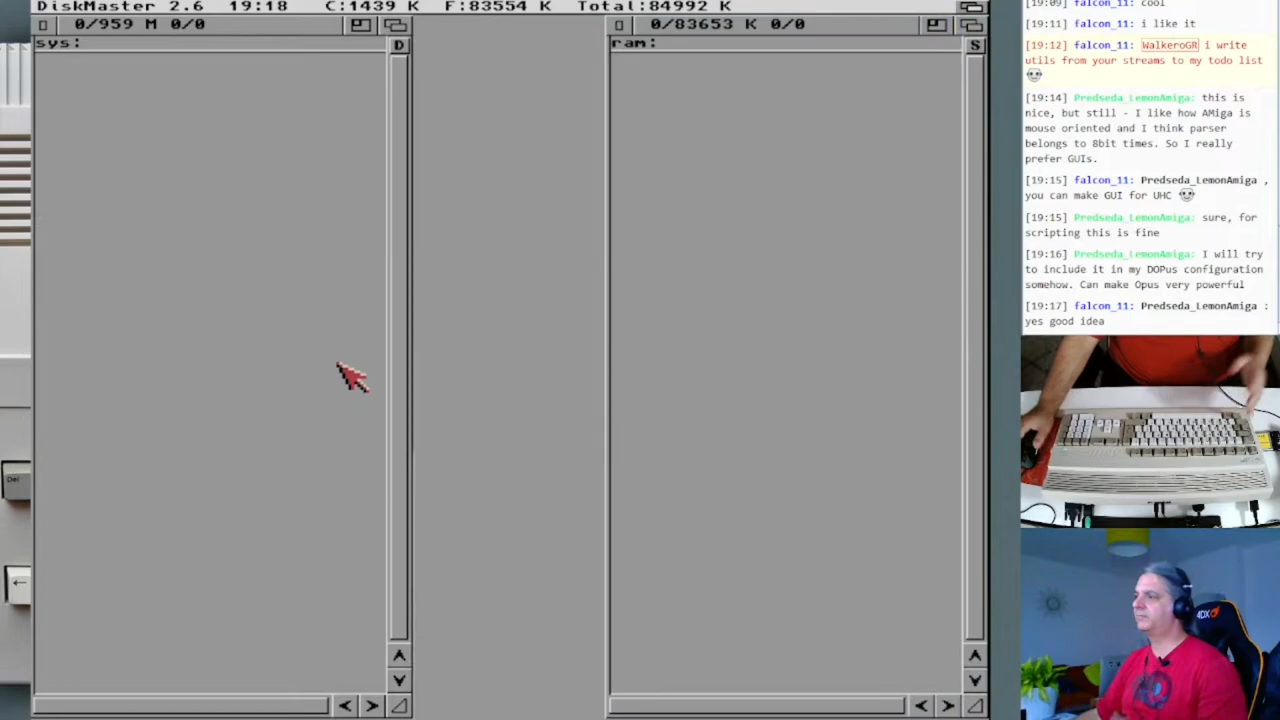 DiskMaster 2.6 19:18 C:1439 K F:83554 K Total:84992 K
0/959 M 0/0
0/83653 K 0/0
sys:
D
ram:
S
Del
[19:09] falcon_11: cool
[19:11] falcon_11: i like it
[19:12] falcon_11: WalkeroGR i write
utils from your streams to my todo list
[19:14] Predseda_LemonAmiga: this is
nice, but still - I like how AMiga is
mouse oriented and I think parser
belongs to 8bit times. So I really
prefer GUIs.
[19:15] falcon_11: Predseda_LemonAmiga ,
you can make GUI for UHC
[19:15] Predseda_LemonAmiga: sure, for
scripting this is fine
[19:16] Predseda_LemonAmiga: I will try
to include it in my DOPus configuration
somehow. Can make Opus very powerful
[19:17] falcon_11: Predseda_LemonAmiga :
yes good idea
4DX